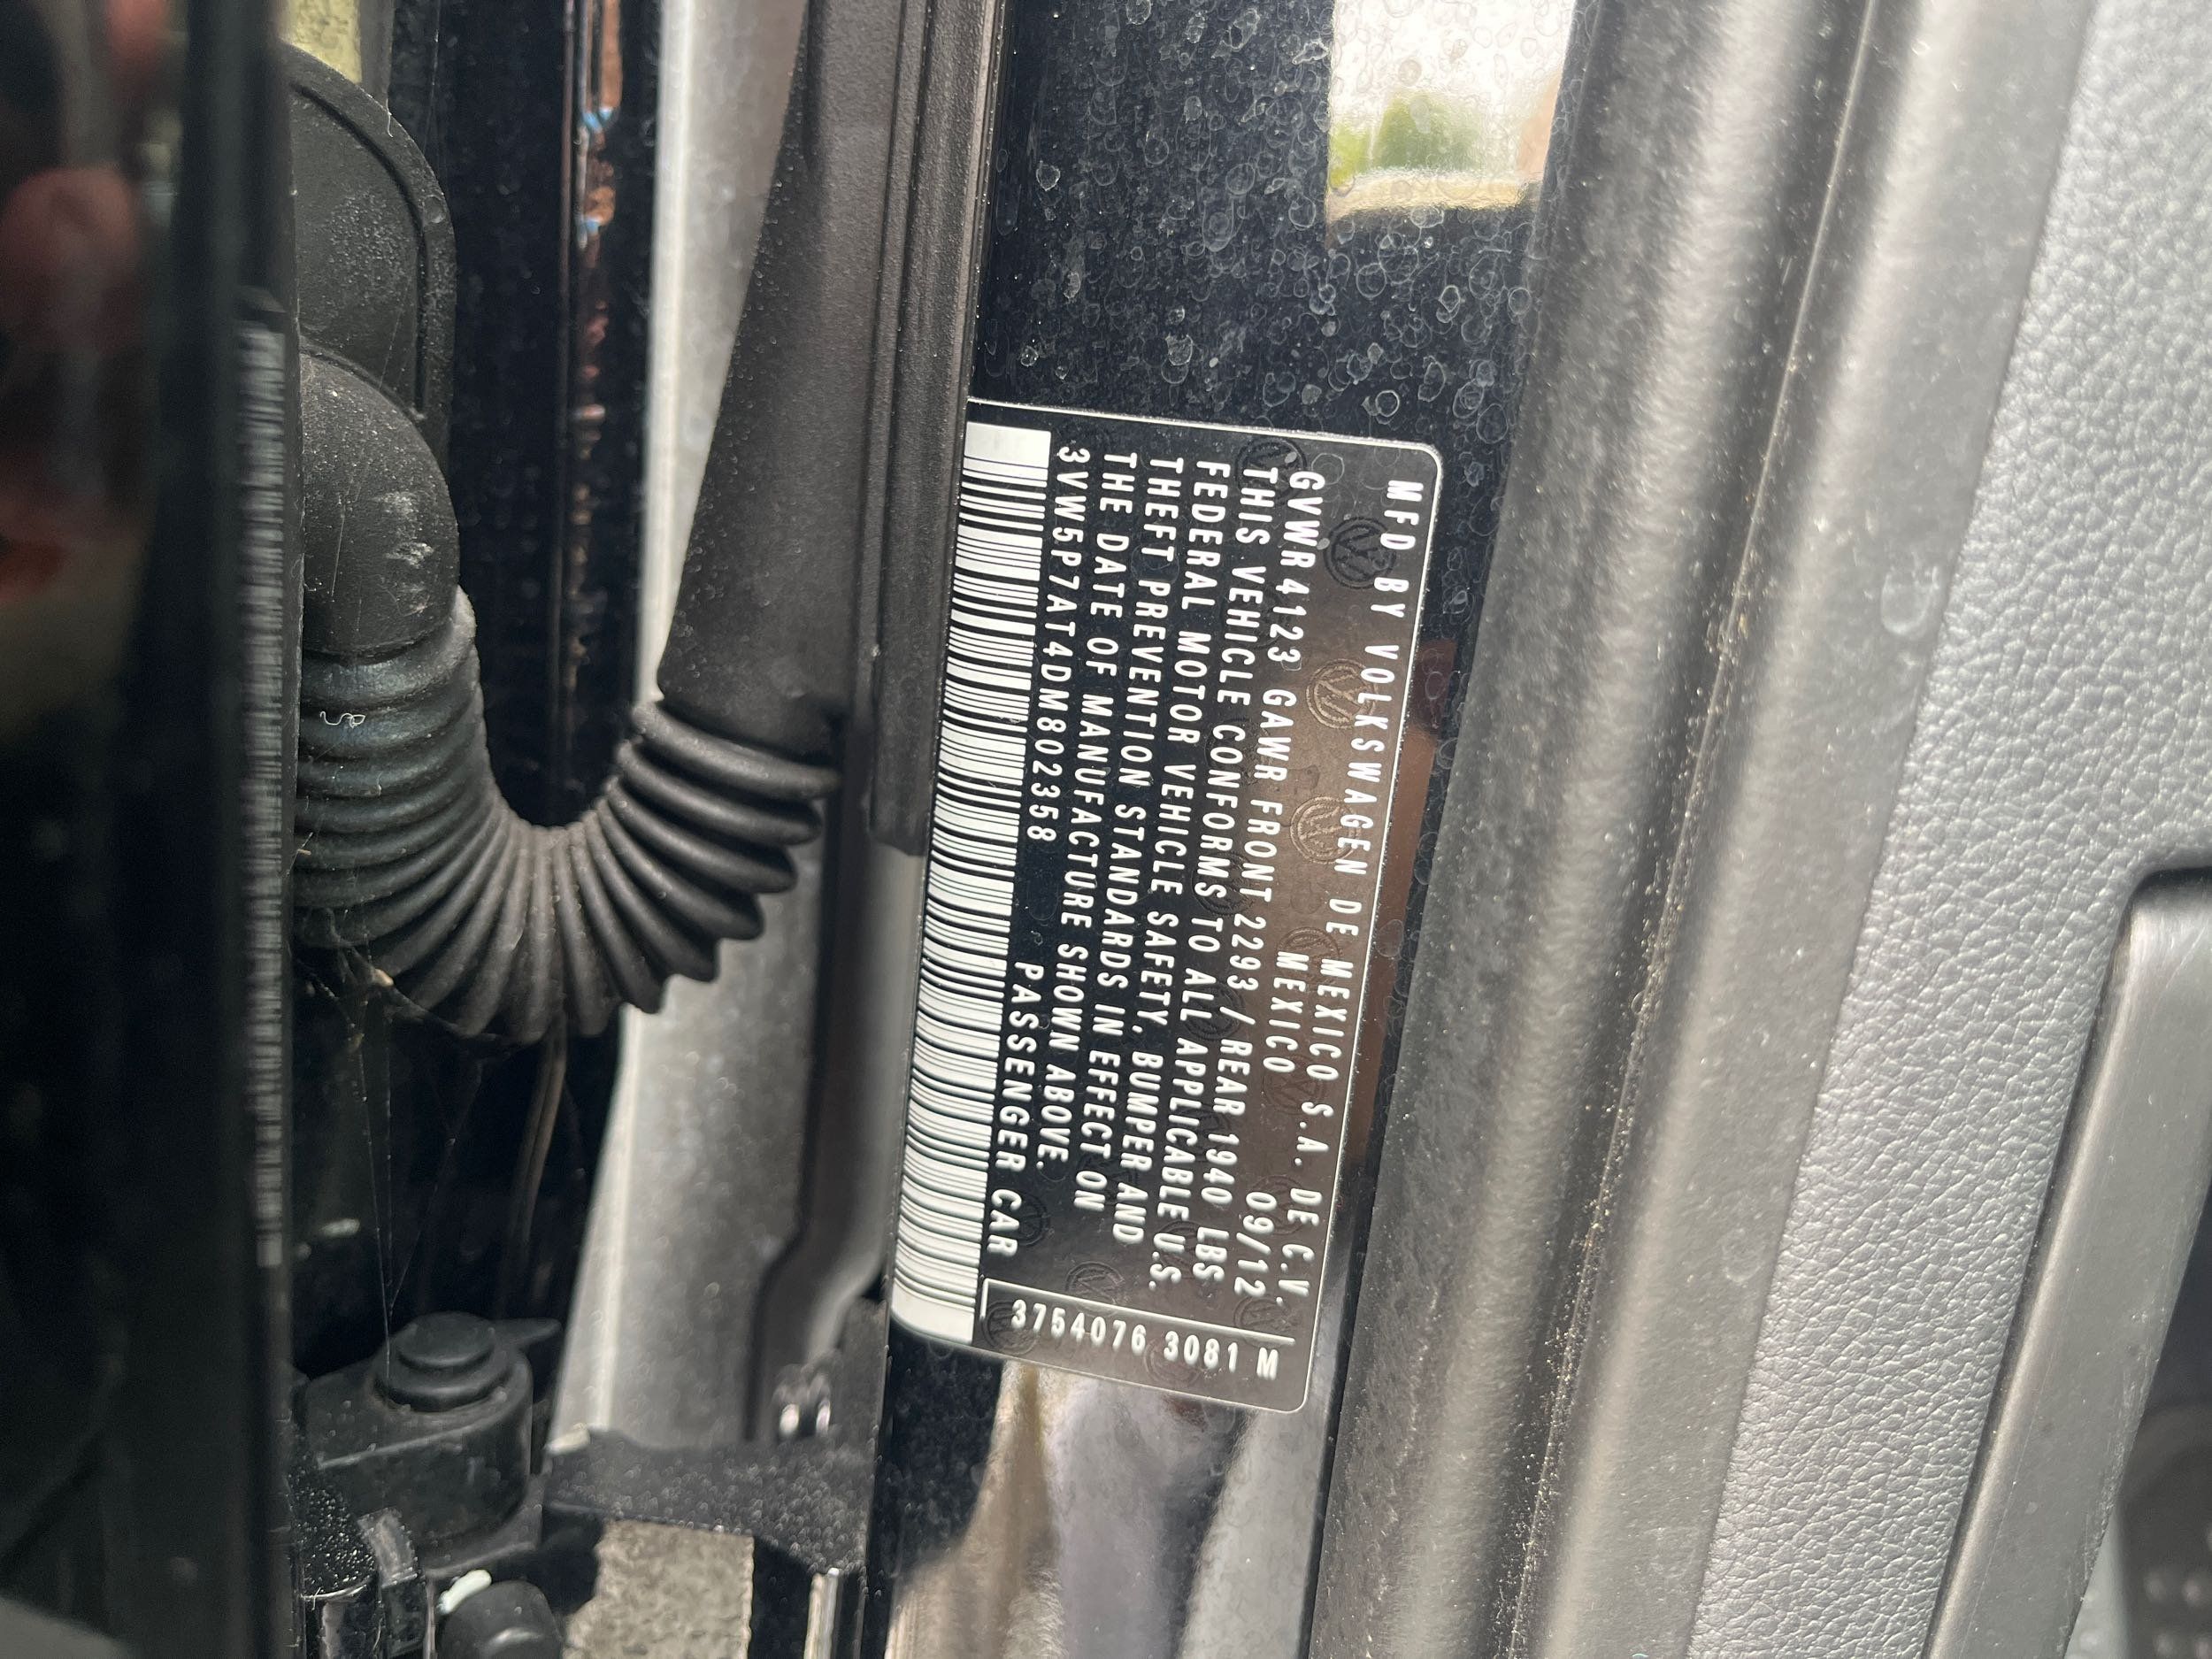 MFD BY VOLKSWAGEN DE MEXICO S.A. DE C.V.
MEXICO 09/12
GVWR 4123 GAWR FRONT 2293 / REAR 1940 LBS
THIS VEHICLE CONFORMS TO ALL APPLICABLE U.S.
FEDERAL MOTOR VEHICLE SAFETY, BUMPER AND
THEFT PREVENTION STANDARDS IN EFFECT ON
THE DATE OF MANUFACTURE SHOWN ABOVE.
3VW5P7AT4DM802358 PASSENGER CAR
3754076 3081 M